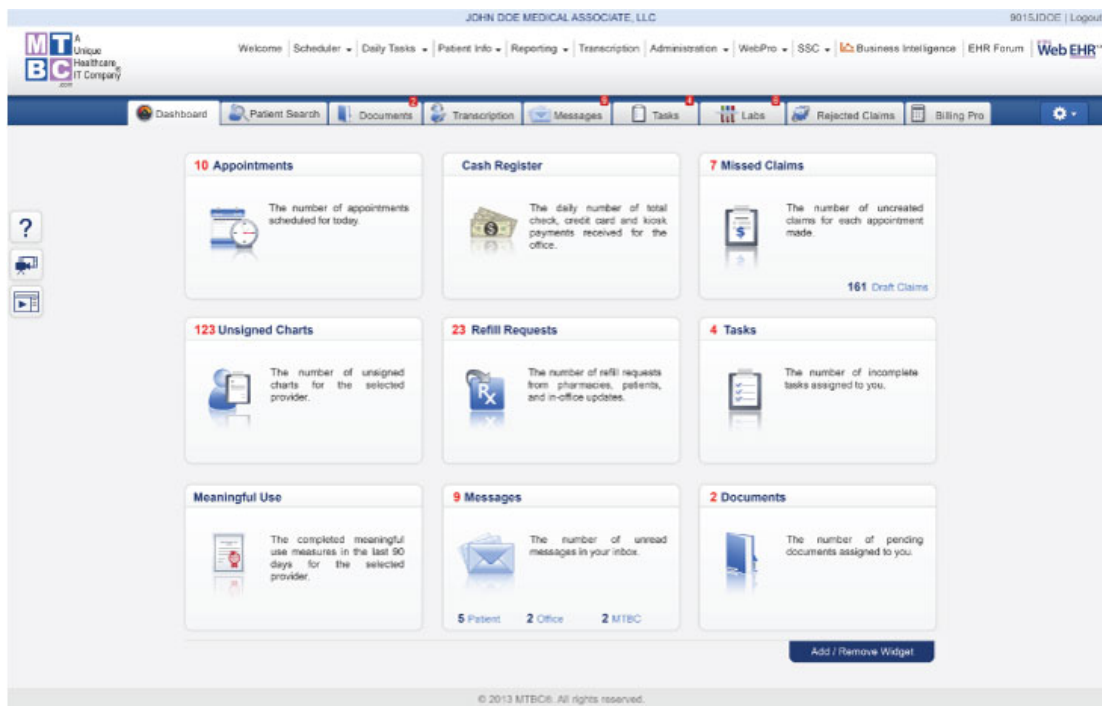 JOHN DOE MEDICAL ASSOCIATE, LLC
9015JDOE | Logout
MTBC
.com
A
Unique
Healthcare
IT Company
Welcome | Scheduler | Daily Tasks | Patient Info | Reporting | Transcription | Administration | WebPro | SSC | Business Intelligence | EHR Forum | Web EHR
Dashboard
Patient Search
Documents
2
Transcription
Messages
9
Tasks
4
Labs
Rejected Claims
Billing Pro
10 Appointments
The number of appointments
scheduled for today.
Cash Register
The daily number of total
check, credit card and kiosk
payments received for the
office.
7 Missed Claims
The number of uncreated
claims for each appointment
made.
161 Draft Claims
?
123 Unsigned Charts
The number of unsigned
charts for the selected
provider.
23 Refill Requests
The number of refill requests
from pharmacies, patients,
and in-office updates.
4 Tasks
The number of incomplete
tasks assigned to you.
Meaningful Use
The completed meaningful
use measures in the last 90
days for the selected
provider.
9 Messages
The number of unread
messages in your inbox.
5 Patient 2 Office 2 MTBC
2 Documents
The number of pending
documents assigned to you.
Add / Remove Widget
© 2013 MTBC®. All rights reserved.